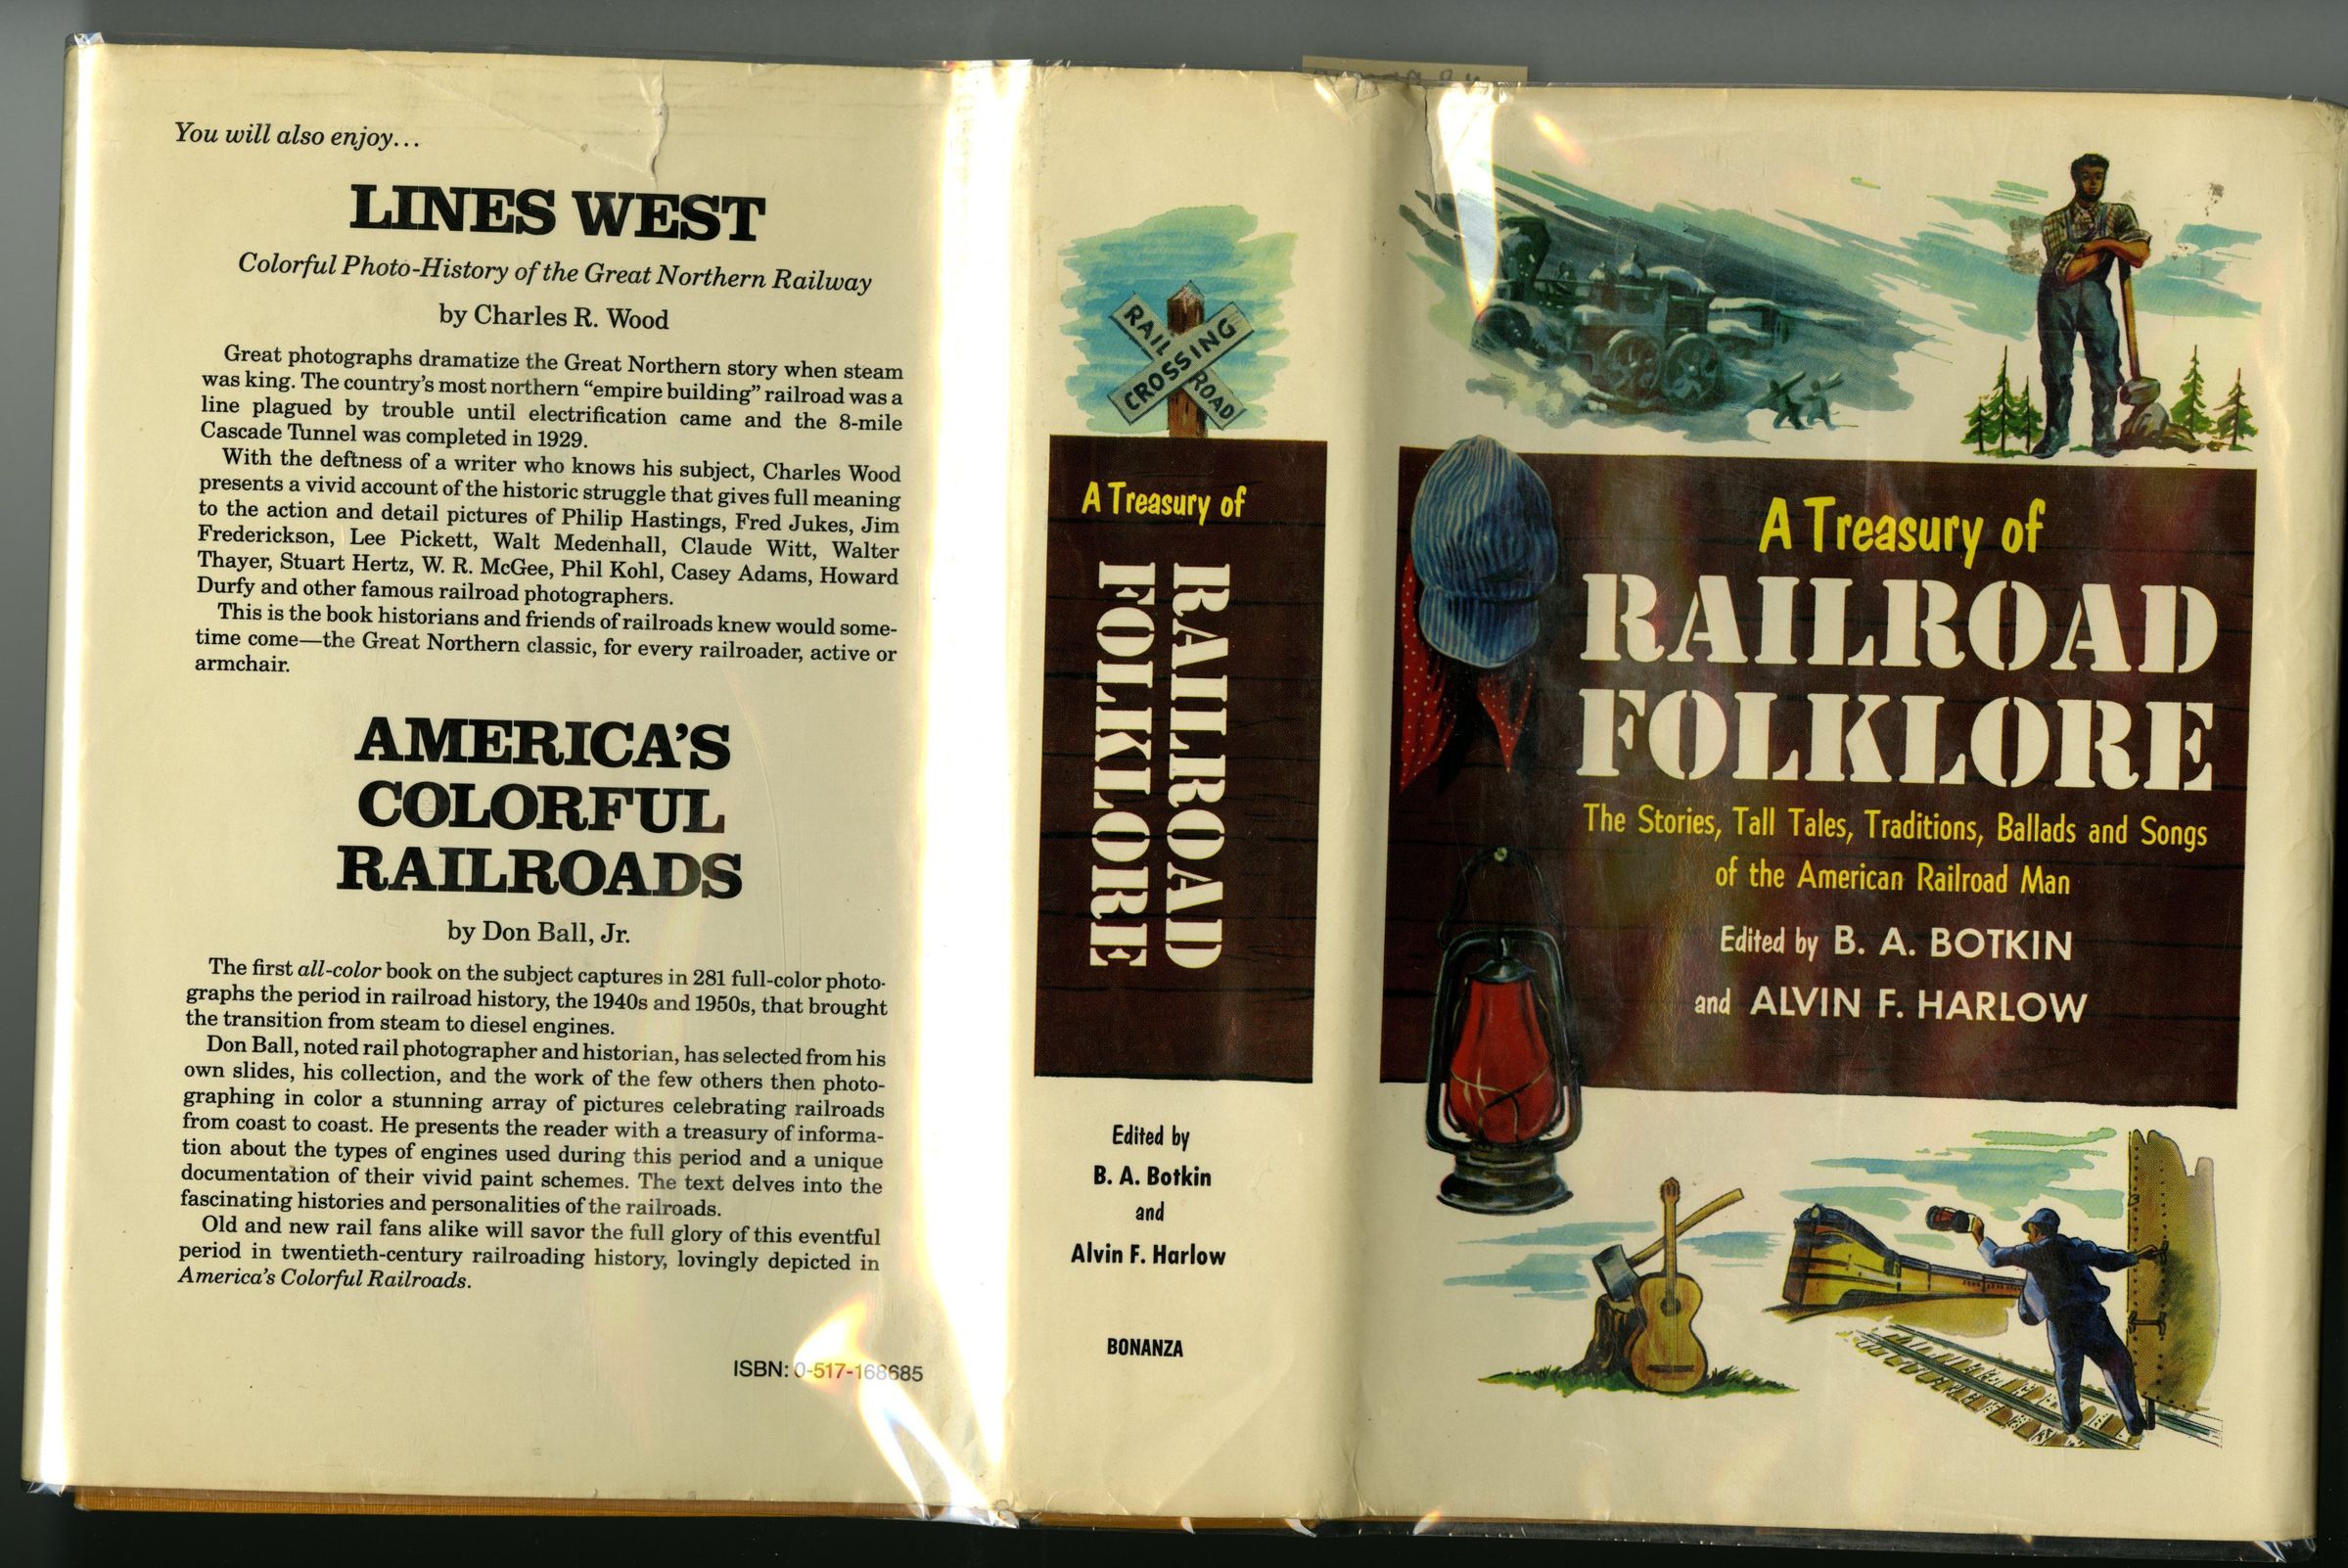 You will also enjoy...
LINES WEST
Colorful Photo-History of the Great Northern Railway
by Charles R. Wood
Great photographs dramatize the Great Northern story when steam
was king. The country's most northern “empire building” railroad was a
line plagued by trouble until electrification came and the 8-mile
Cascade Tunnel was completed in 1929.
With the deftness of a writer who knows his subject, Charles Wood
presents a vivid account of the historic struggle that gives full meaning
to the action and detail pictures of Philip Hastings, Fred Jukes, Jim
Frederickson, Lee Pickett, Walt Medenhall, Claude Witt, Walter
Thayer, Stuart Hertz, W. R. McGee, Phil Kohl, Casey Adams, Howard
Durfy and other famous railroad photographers.
This is the book historians and friends of railroads knew would some-
time come—the Great Northern classic, for every railroader, active or
armchair.
AMERICA'S
COLORFUL
RAILROADS
by Don Ball, Jr.
The first all-color book on the subject captures in 281 full-color photo-
graphs the period in railroad history, the 1940s and 1950s, that brought
the transition from steam to diesel engines.
Don Ball, noted rail photographer and historian, has selected from his
own slides, his collection, and the work of the few others then photo-
graphing in color a stunning array of pictures celebrating railroads
from coast to coast. He presents the reader with a treasury of informa-
tion about the types of engines used during this period and a unique
documentation of their vivid paint schemes. The text delves into the
fascinating histories and personalities of the railroads.
Old and new rail fans alike will savor the full glory of this eventful
period in twentieth-century railroading history, lovingly depicted in
America's Colorful Railroads.
ISBN: 0-517-168685
RAIL ROAD
CROSSING
A Treasury of
RAILROAD
FOLKLORE
Edited by
B. A. Botkin
and
Alvin F. Harlow
BONANZA
A Treasury of
RAILROAD
FOLKLORE
The Stories, Tall Tales, Traditions, Ballads and Songs
of the American Railroad Man
Edited by B. A. BOTKIN
and ALVIN F. HARLOW